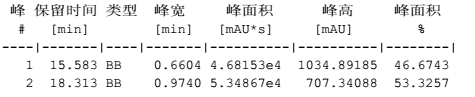 峰 保留时间 类型 峰宽 峰面积 峰高 峰面积
# [min] [min] [mAU*s] [mAU] %
----|-------|----|-------|----------|----------|--------|
1 15.583 BB 0.6604 4.68153e4 1034.89185 46.6743
2 18.313 BB 0.9740 5.34867e4 707.34088 53.3257